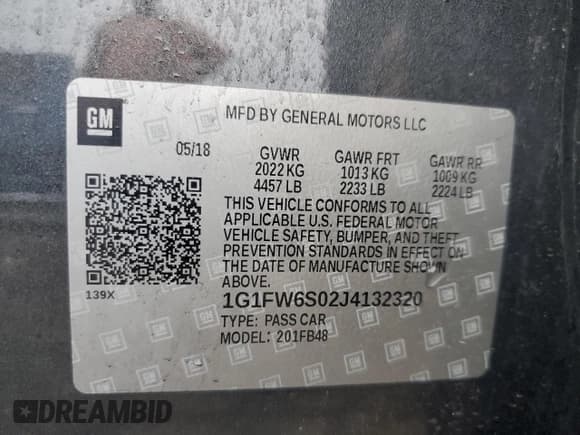 GM
MFD BY GENERAL MOTORS LLC
05/18 GVWR GAWR FRT GAWR RR
2022 KG 1013 KG 1009 KG
4457 LB 2233 LB 2224 LB
THIS VEHICLE CONFORMS TO ALL
APPLICABLE U.S. FEDERAL MOTOR
VEHICLE SAFETY, BUMPER, AND THEFT
PREVENTION STANDARDS IN EFFECT ON
THE DATE OF MANUFACTURE SHOWN
ABOVE.
139X
1G1FW6S02J4132320
TYPE: PASS CAR
MODEL: 201FB48
DREAMBID